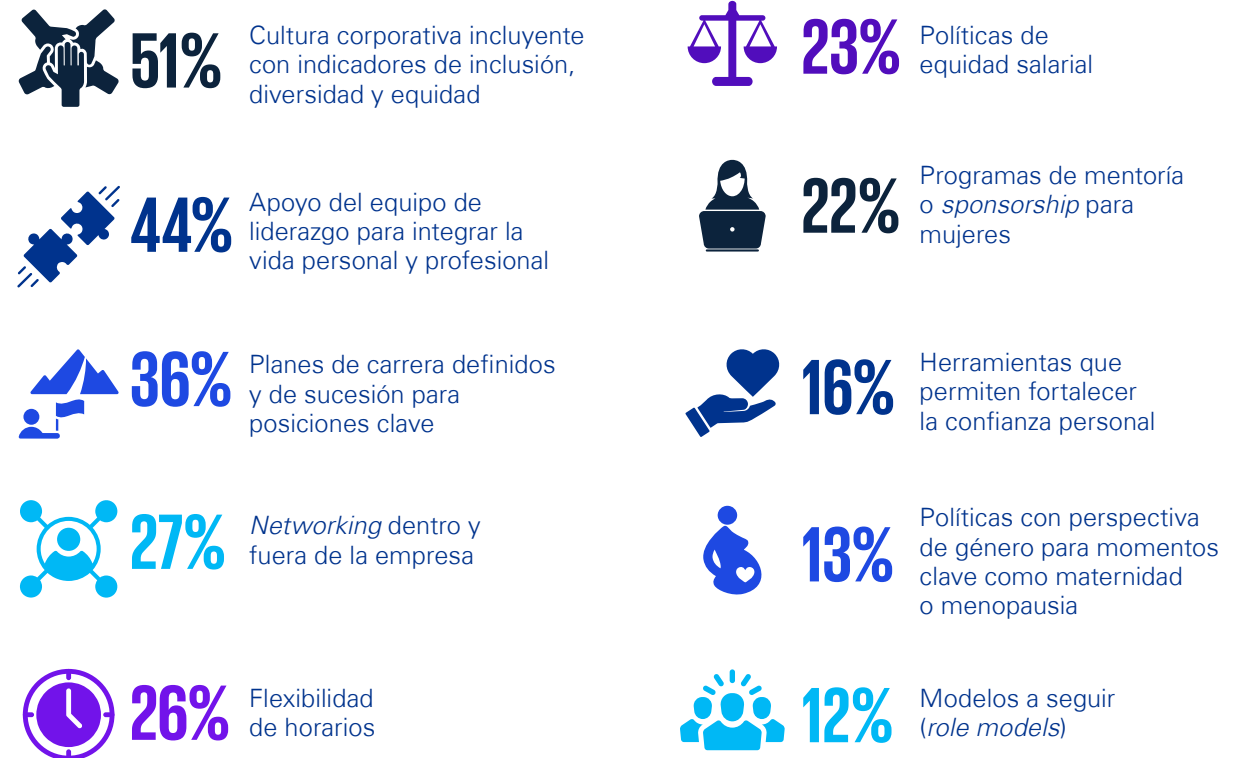 51%
Cultura corporativa incluyente
con indicadores de inclusión,
diversidad y equidad
44%
Apoyo del equipo de
liderazgo para integrar la
vida personal y profesional
36%
Planes de carrera definidos
y de sucesión para
posiciones clave
27%
Networking dentro y
fuera de la empresa
26%
Flexibilidad
de horarios
23%
Políticas de
equidad salarial
22%
Programas de mentoría
o sponsorship para
mujeres
16%
Herramientas que
permiten fortalecer
la confianza personal
13%
Políticas con perspectiva
de género para momentos
clave como maternidad
o menopausia
12%
Modelos a seguir
(role models)